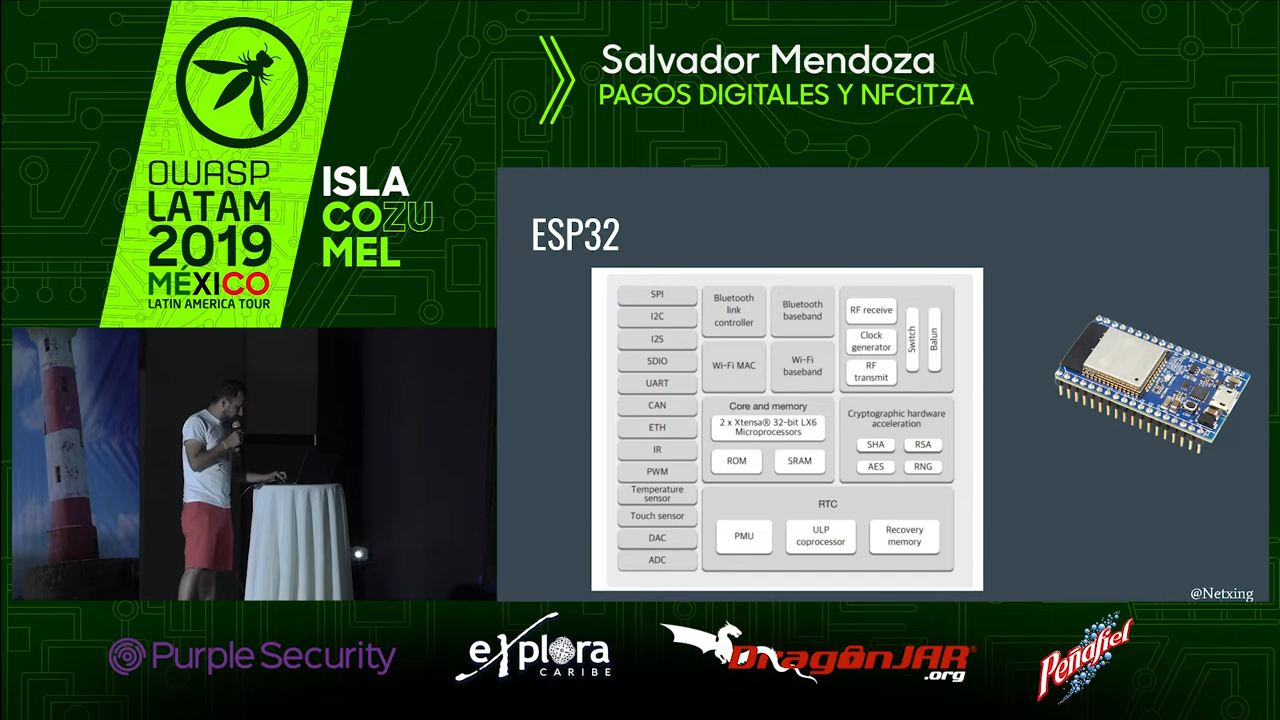 Salvador Mendoza
PAGOS DIGITALES Y NFCITZA
OWASP
LATAM
2019
MÉXICO
LATIN AMERICA TOUR
ISLA
COZU
MEL
ESP32
SPI
I2C
I2S
SDIO
UART
CAN
ETH
IR
PWM
Temperature
sensor
Touch sensor
DAC
ADC
Bluetooth
link
controller
Bluetooth
baseband
Wi-Fi MAC
Wi-Fi
baseband
RF receive
Clock
generator
RF
transmit
Switch
Balun
Core and memory
2 x Xtensa® 32-bit LX6
Microprocessors
ROM
SRAM
Cryptographic hardware
acceleration
SHA
RSA
AES
RNG
RTC
PMU
ULP
coprocessor
Recovery
memory
@Netxing
Purple Security
explora
CARIBE
DragonJAR®
.org
Peñafiel